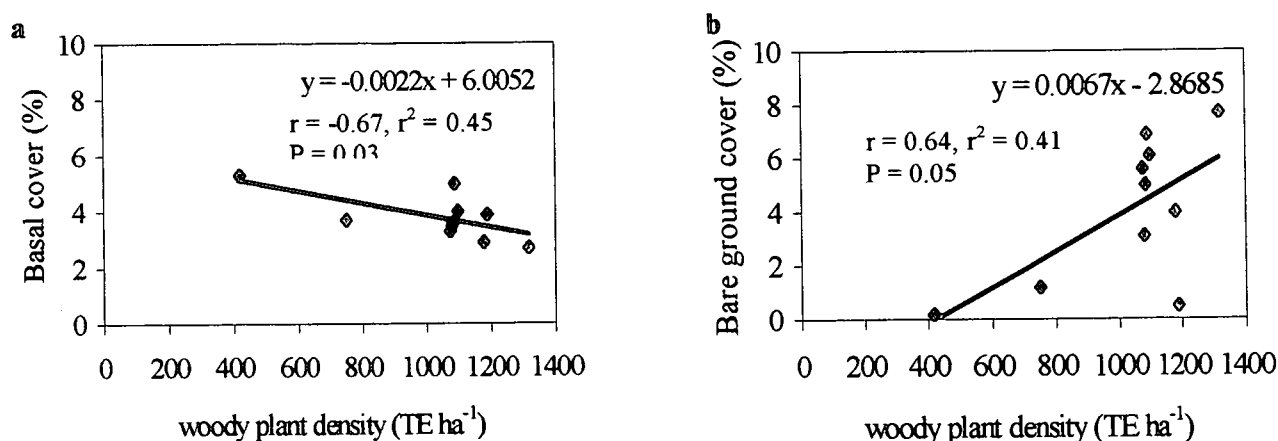 a
10
8
6
4
2
0
Basal cover (%)
y = -0.0022x + 6.0052
r = -0.67, r² = 0.45
P = 0.03
0 200 400 600 800 1000 1200 1400
woody plant density (TE ha⁻¹)
b
10
8
6
4
2
0
Bare ground cover (%)
y = 0.0067x - 2.8685
r = 0.64, r² = 0.41
P = 0.05
0 200 400 600 800 1000 1200 1400
woody plant density (TE ha⁻¹)